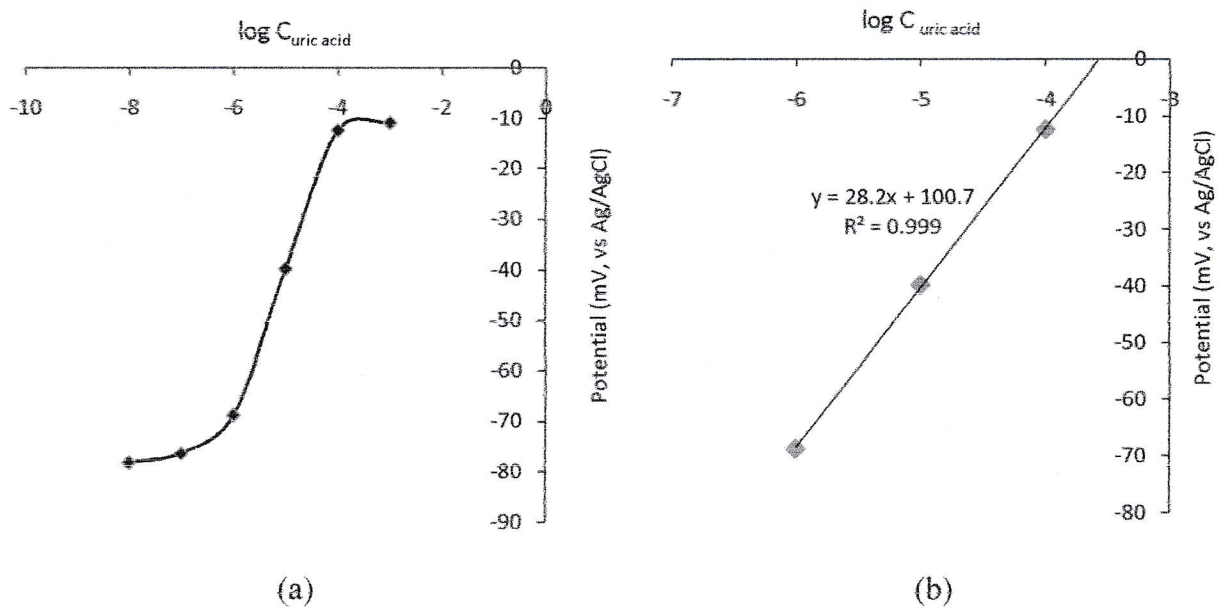 log C uric acid
-10 -8 -6 -4 -2 0
0
-10
-20
-30
-40
-50
-60
-70
-80
-90
Potential (mV, vs Ag/AgCl)
(a)
log C uric acid
-7 -6 -5 -4 -3
0
-10
-20
-30
-40
-50
-60
-70
-80
y = 28.2x + 100.7
R² = 0.999
Potential (mV, vs Ag/AgCl)
(b)